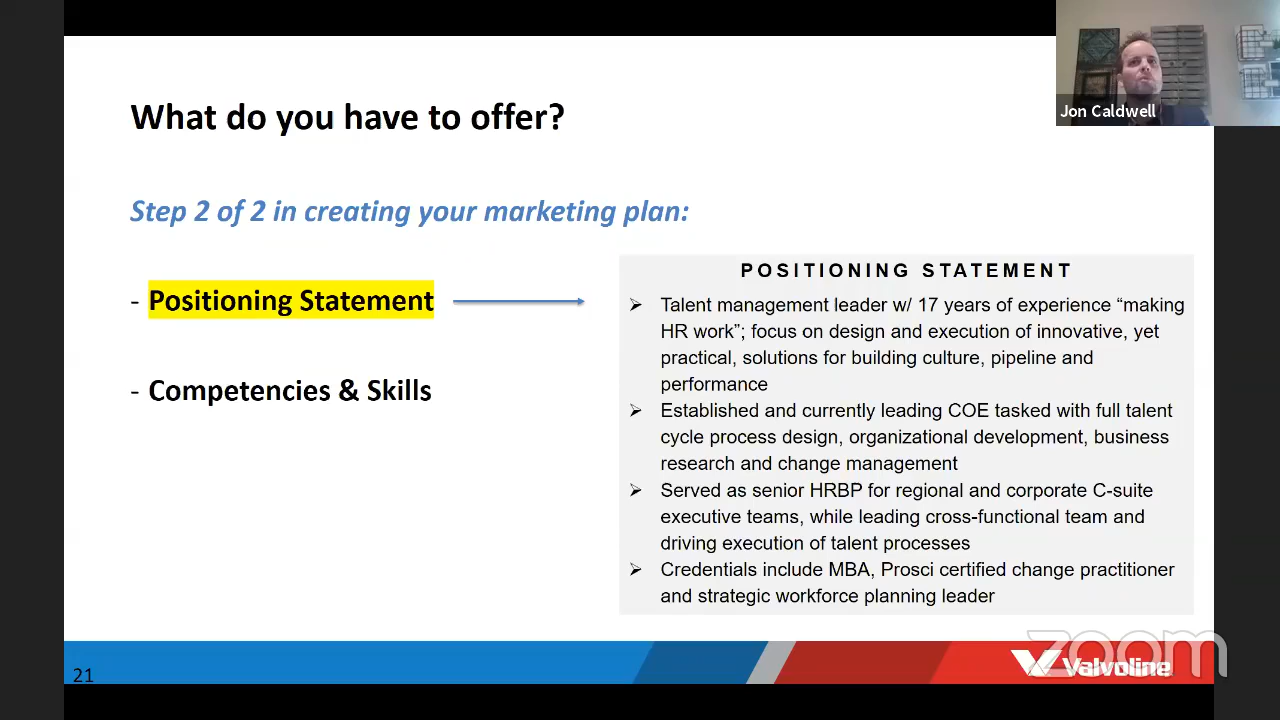 What do you have to offer?
Jon Caldwell
Step 2 of 2 in creating your marketing plan:
- Positioning Statement
- Competencies & Skills
POSITIONING STATEMENT
➢ Talent management leader w/ 17 years of experience “making
HR work”; focus on design and execution of innovative, yet
practical, solutions for building culture, pipeline and
performance
➢ Established and currently leading COE tasked with full talent
cycle process design, organizational development, business
research and change management
➢ Served as senior HRBP for regional and corporate C-suite
executive teams, while leading cross-functional team and
driving execution of talent processes
➢ Credentials include MBA, Prosci certified change practitioner
and strategic workforce planning leader
21
zoom
Valvoline